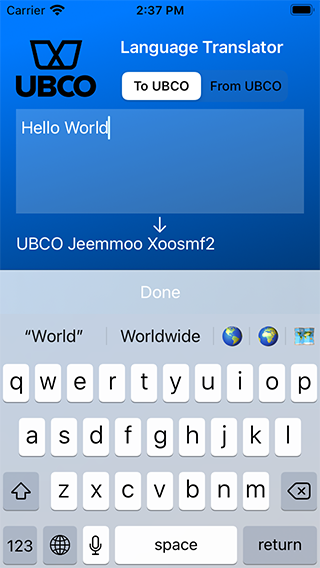 Carrier 2:37 PM
Language Translator
UBCO
To UBCO From UBCO
Hello World
UBCO Jeemmoo Xoosmf2
Done
“World” Worldwide
q w e r t y u i o p
a s d f g h j k l
z x c v b n m
123 space return